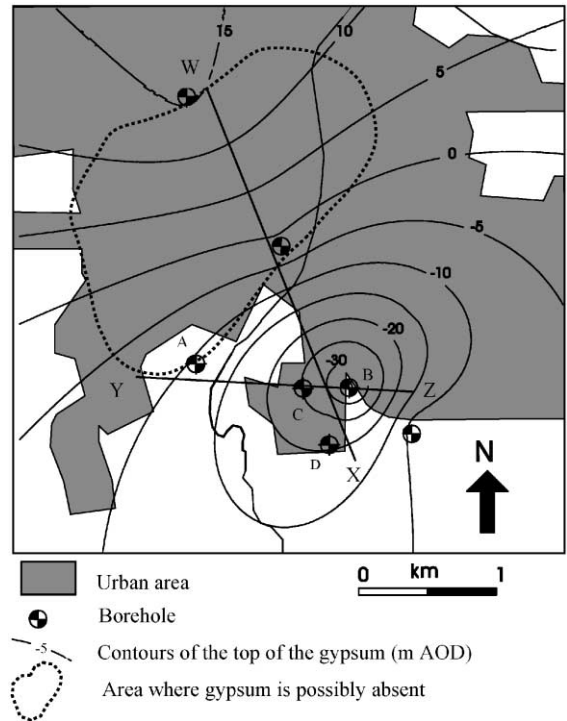 15
10
W
5
0
-5
-10
-20
A
-30
B
Y
Z
C
D
X
N
0 km 1
Urban area
Borehole
-5 Contours of the top of the gypsum (m AOD)
Area where gypsum is possibly absent